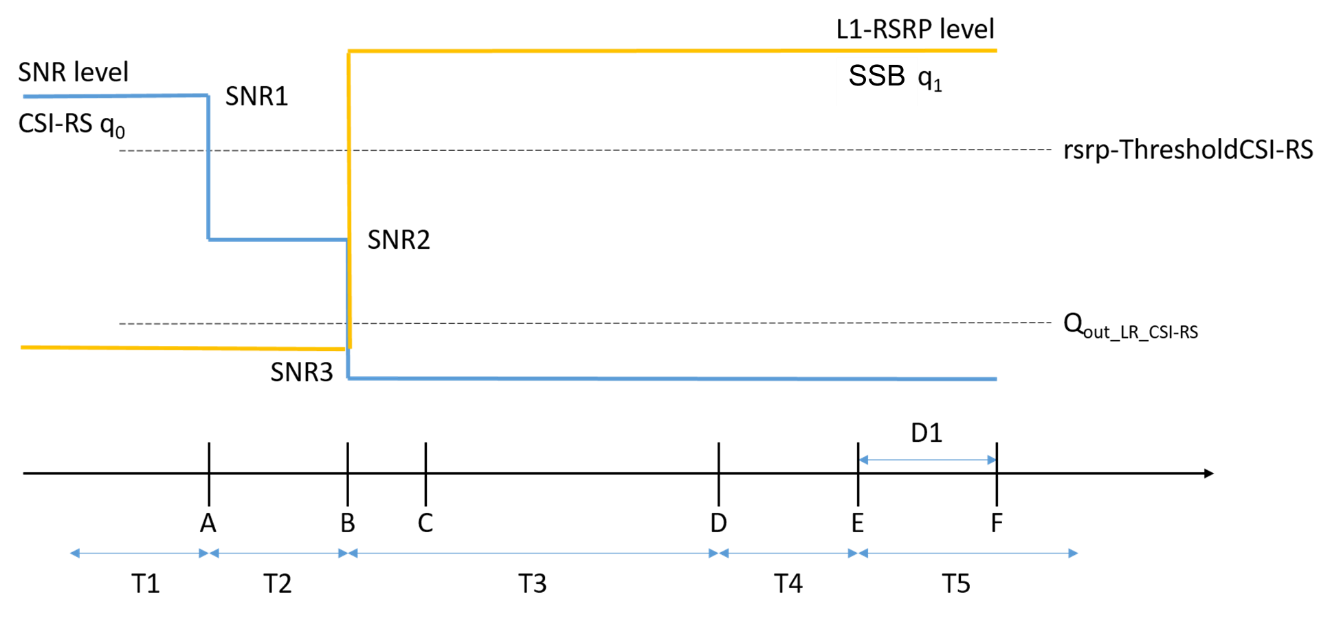 L1-RSRP level
SNR level
SSB q1
SNR1
CSI-RS q0
rsrp-ThresholdCSI-RS
SNR2
Qout_LR_CSI-RS
SNR3
D1
A B C D E F
T1 T2 T3 T4 T5